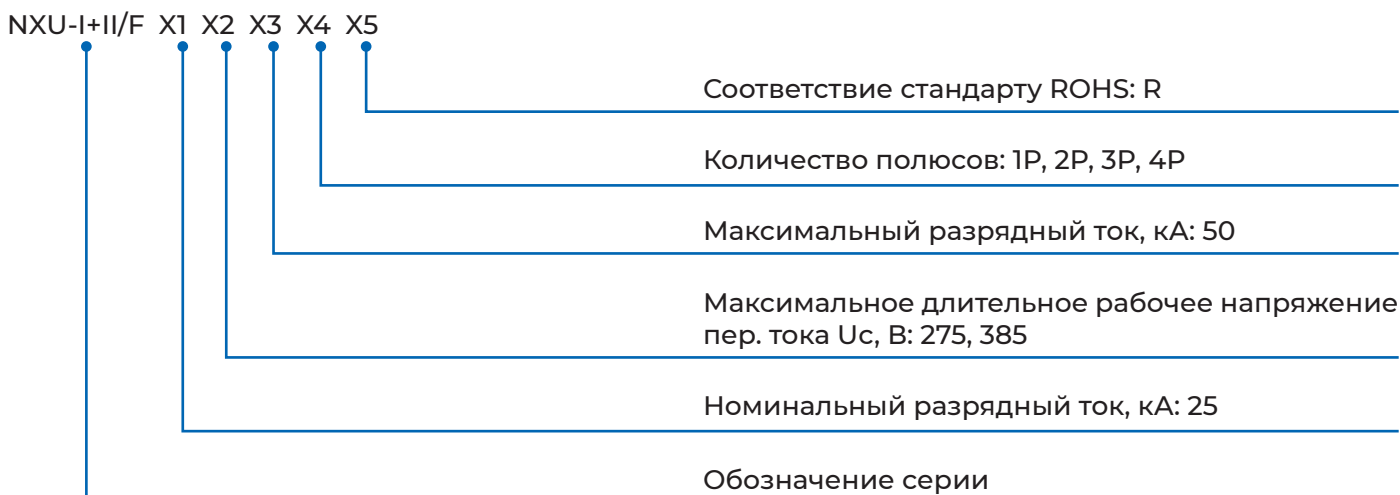 NXU-I+II/F X1 X2 X3 X4 X5
Соответствие стандарту ROHS: R
Количество полюсов: 1P, 2P, 3P, 4P
Максимальный разрядный ток, кА: 50
Максимальное длительное рабочее напряжение
пер. тока Uc, В: 275, 385
Номинальный разрядный ток, кА: 25
Обозначение серии